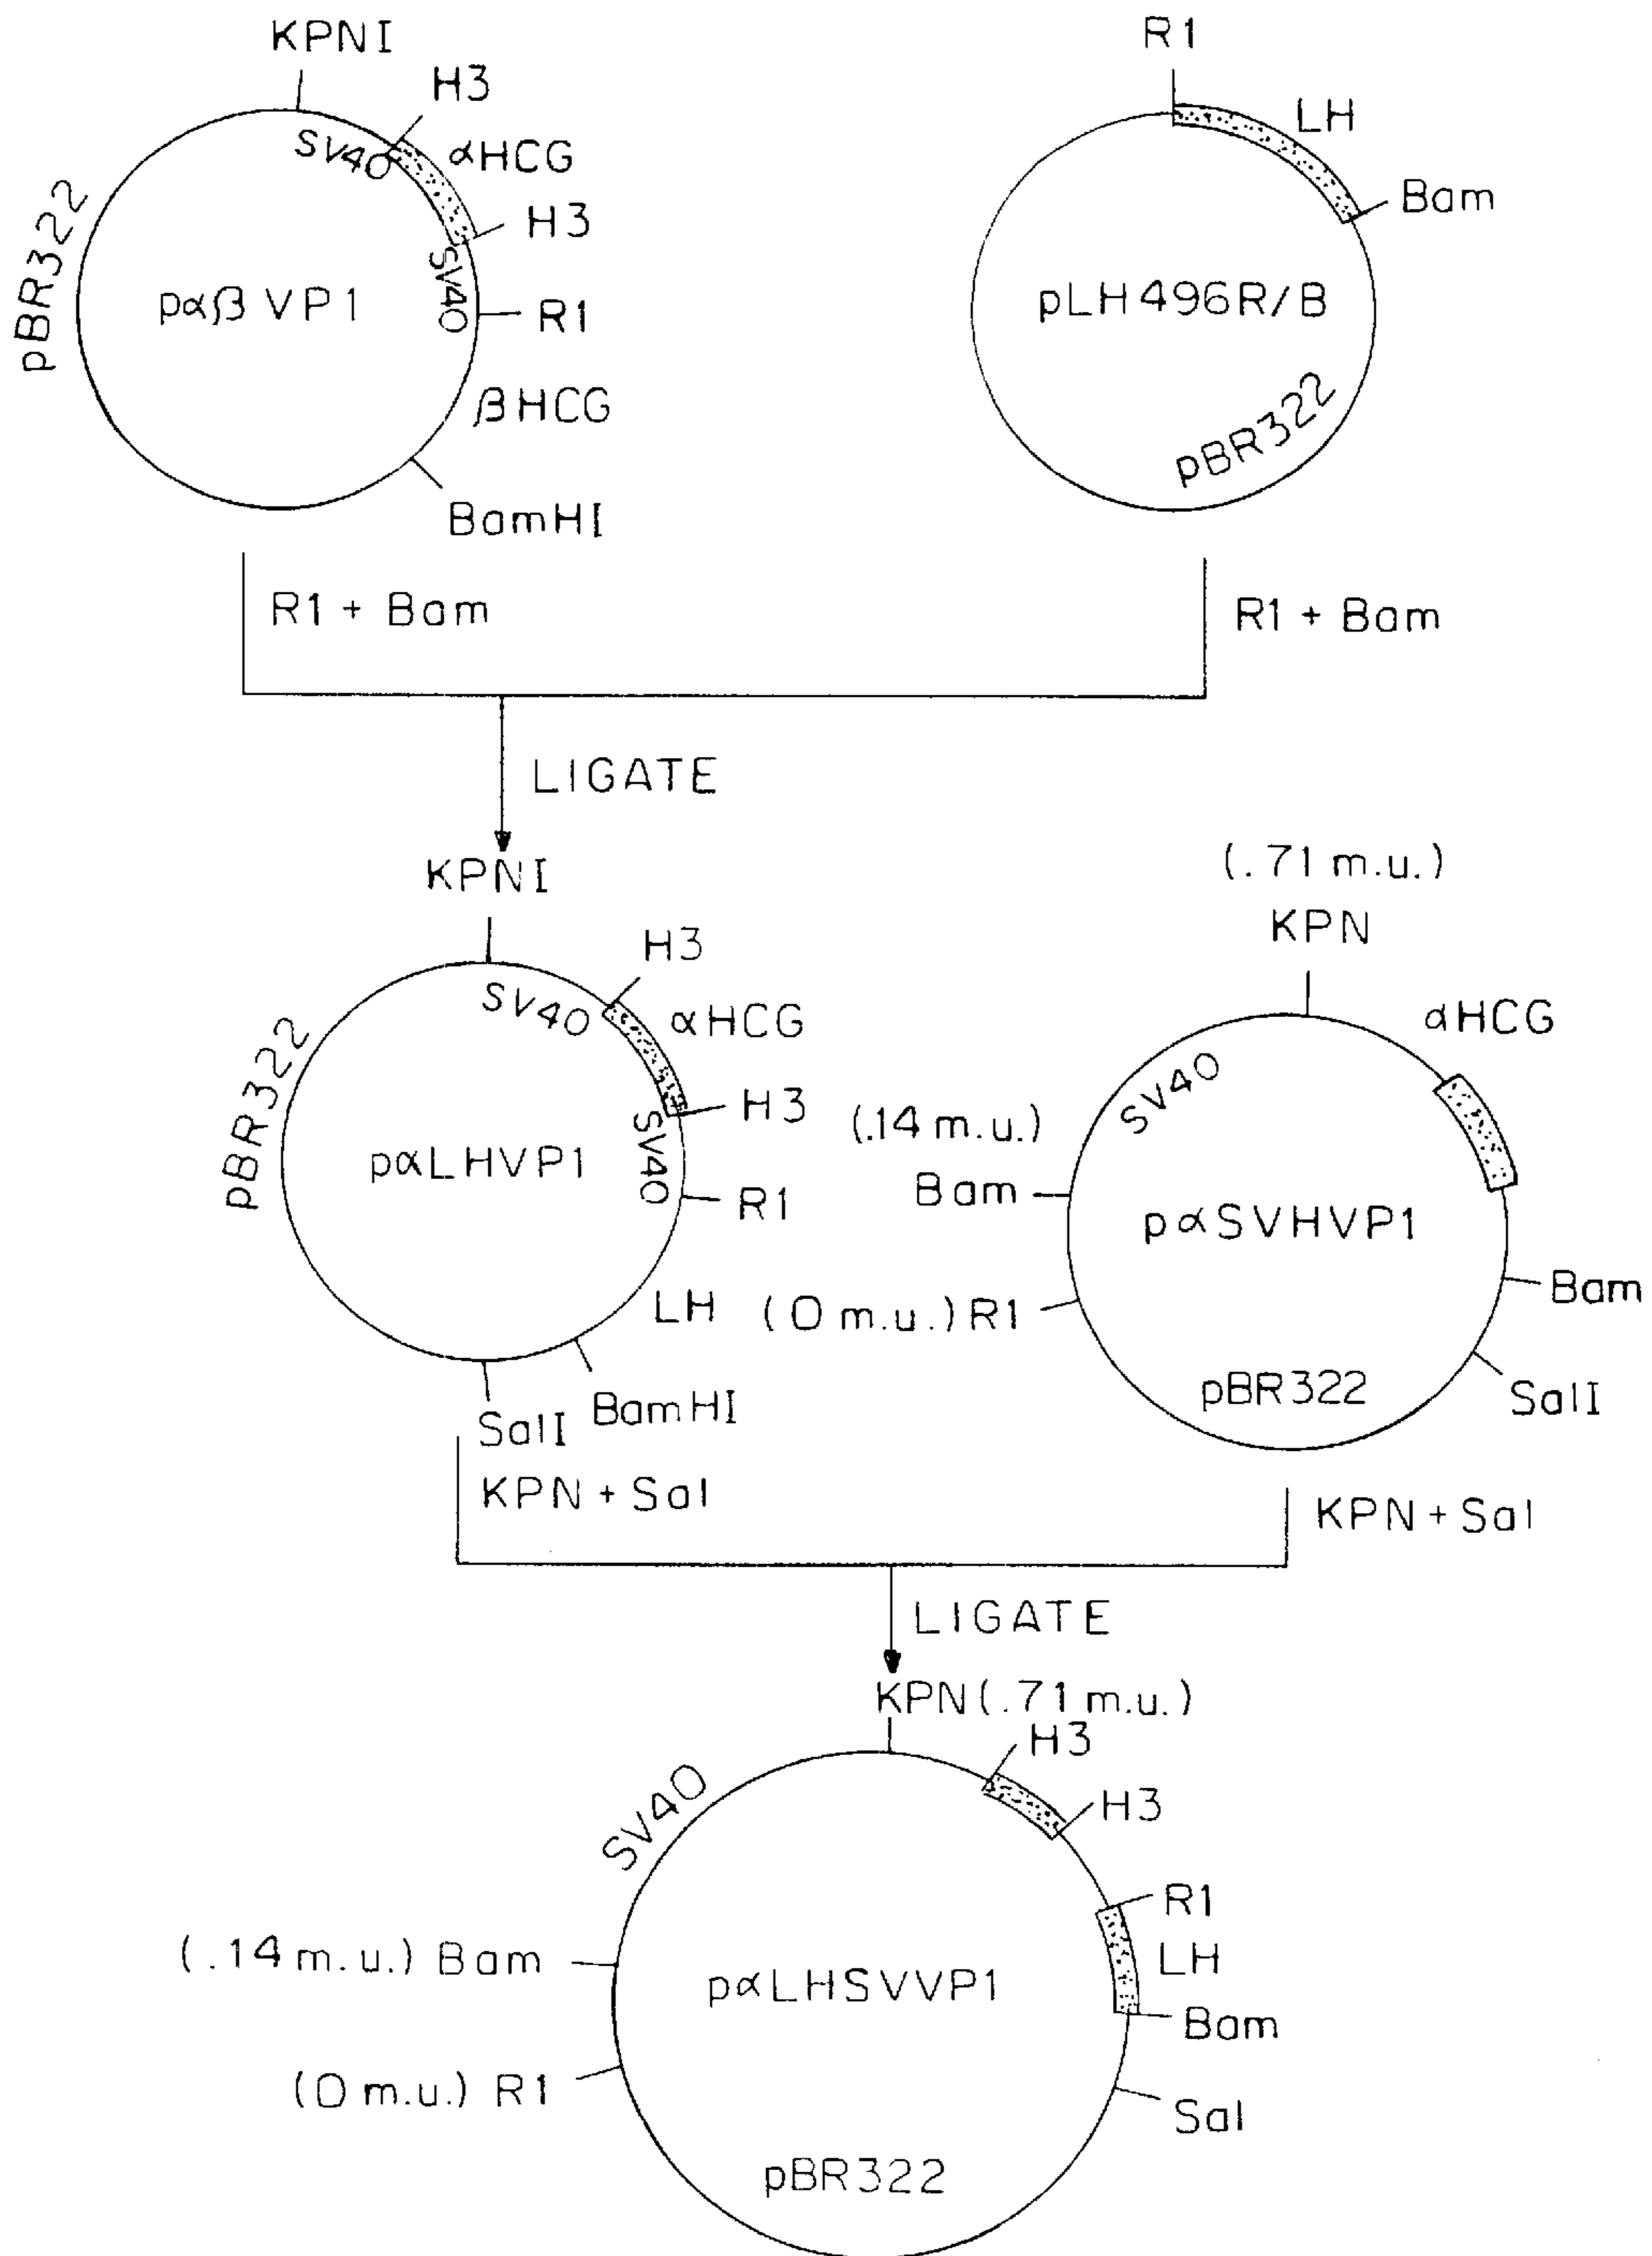 KPNI
H3
SV40
αHCG
H3
SV40
pBR322
pαβ VP1
R1
βHCG
BamHI
R1
LH
Bam
pLH496R/B
pBR322
R1 + Bam
R1 + Bam
LIGATE
KPNI
H3
SV40
αHCG
H3
SV40
pBR322
pαLHVP1
R1
LH
BamHI
SalI
(.71 m.u.)
KPN
αHCG
SV40
(.14 m.u.)
Bam
pαSVHVP1
Bam
(0 m.u.) R1
pBR322
SalI
KPN + Sal
KPN + Sal
LIGATE
KPN (.71 m.u.)
H3
H3
SV40
R1
LH
(.14 m.u.) Bam
pαLHSVVP1
Bam
(0 m.u.) R1
Sal
pBR322